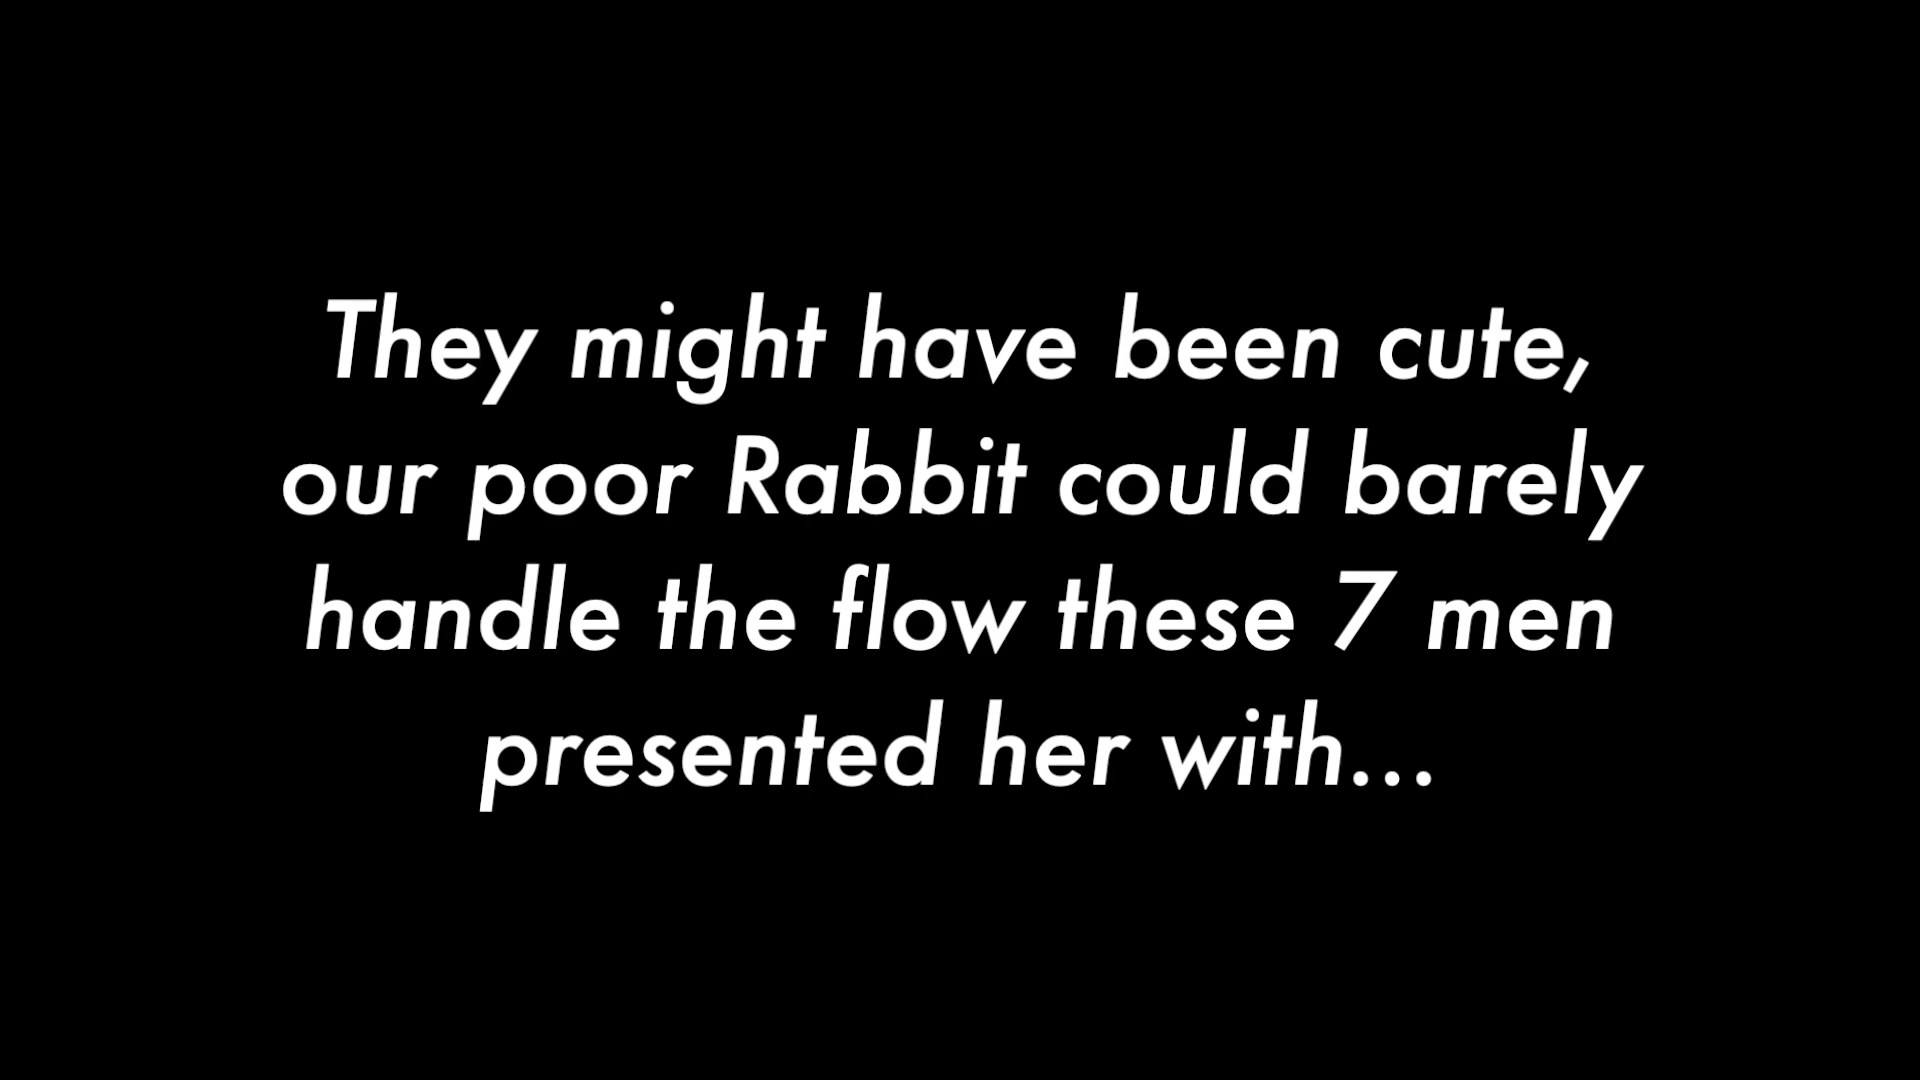 They might have been cute,
our poor Rabbit could barely
handle the flow these 7 men
presented her with...